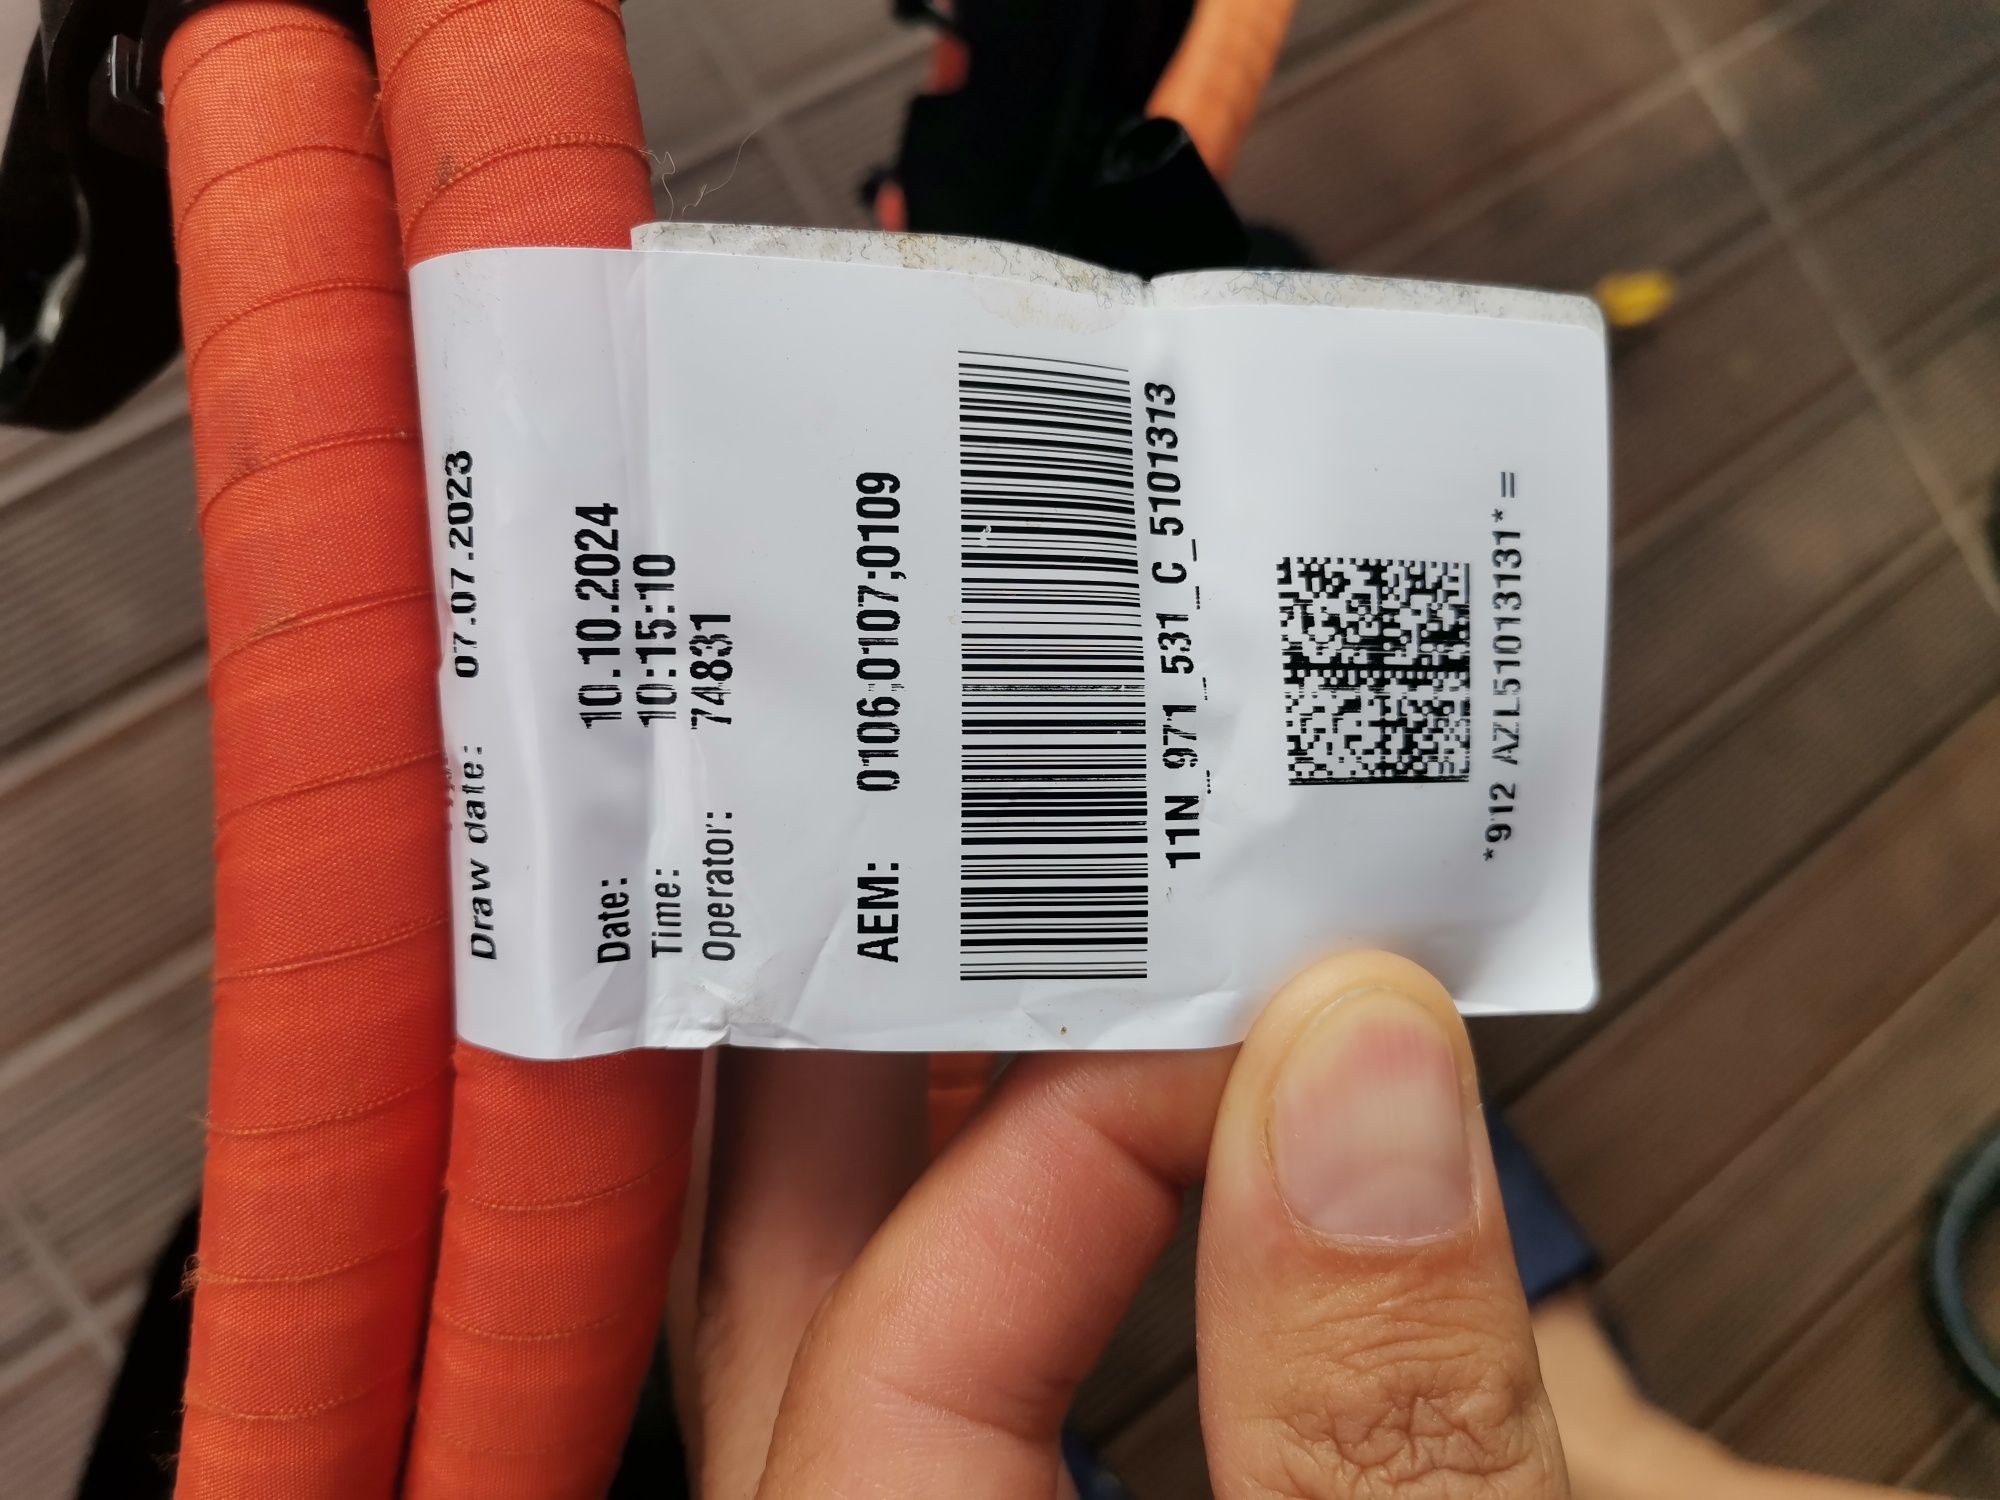 Draw date: 07.07.2023
Date: 10.10.2024
Time: 10:15:10
Operator: 74831
AEM: 0106;0107;0109
11N_971_531_C_5101313
*912 AZL51013131* =